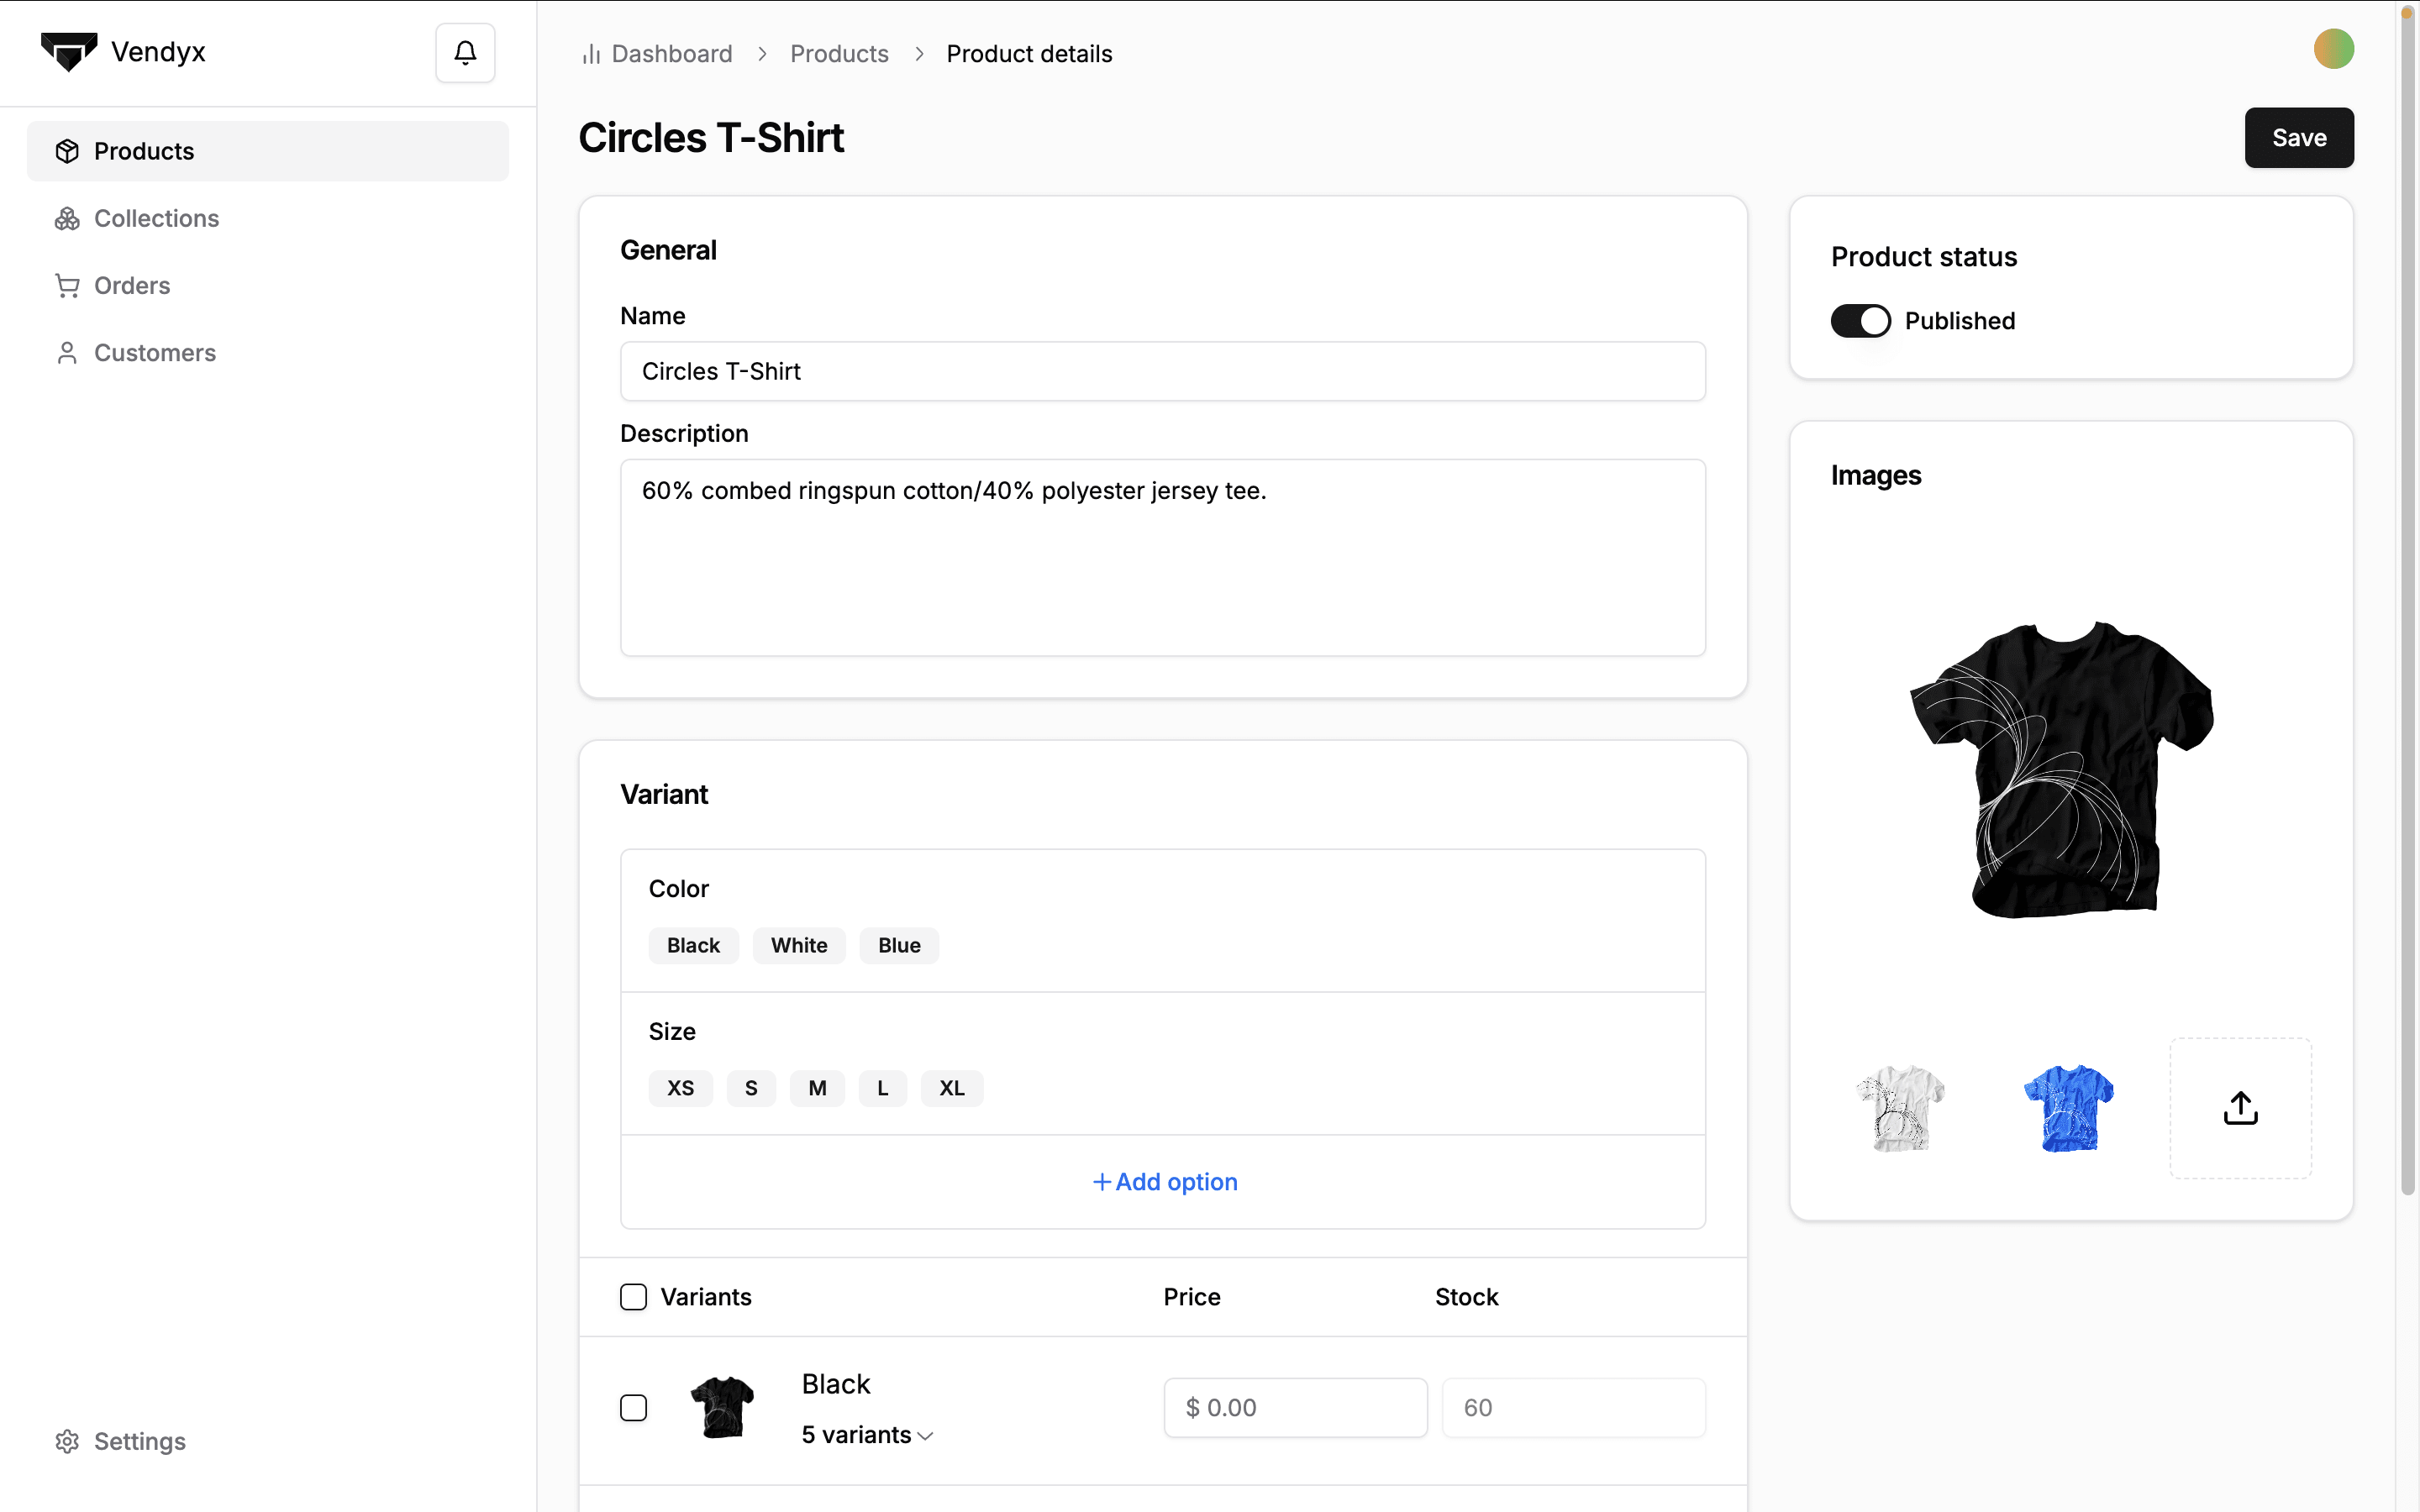 Vendyx
Products
Collections
Orders
Customers
Settings
Dashboard > Products > Product details
Circles T-Shirt
Save
General
Name
Circles T-Shirt
Description
60% combed ringspun cotton/40% polyester jersey tee.
Variant
Color
Black White Blue
Size
XS S M L XL
+Add option
Variants Price Stock
Black
5 variants
$ 0.00 60
Product status
Published
Images